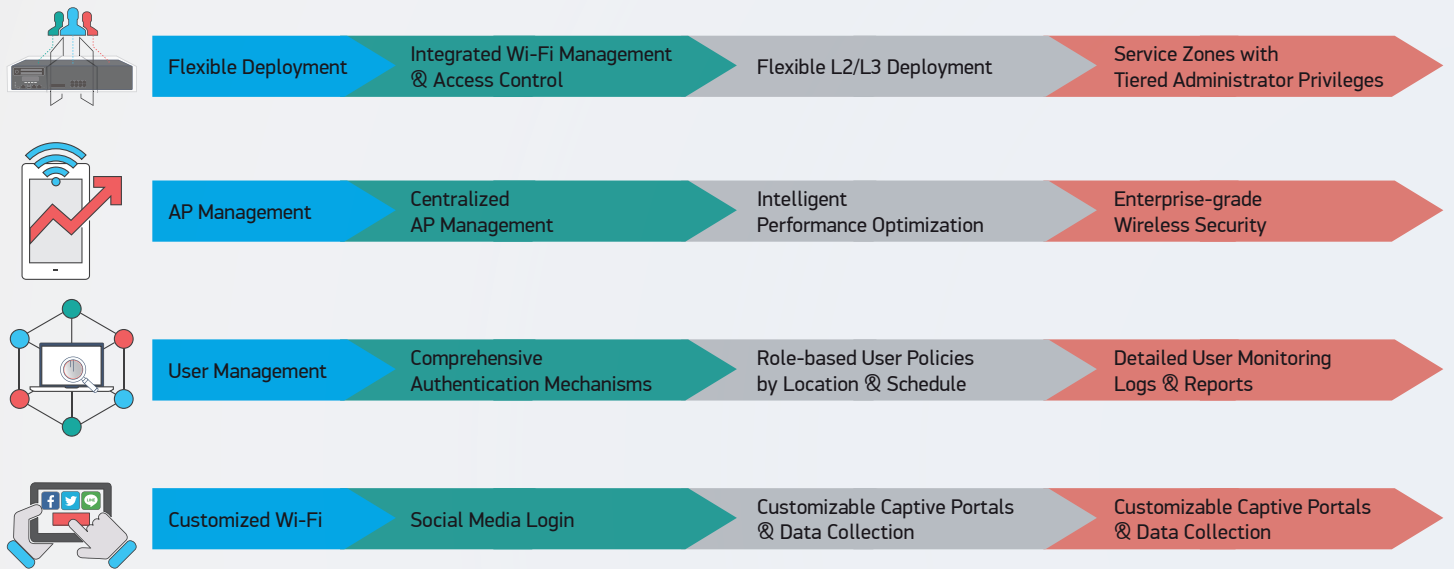 Flexible Deployment
Integrated Wi-Fi Management
& Access Control
Flexible L2/L3 Deployment
Service Zones with
Tiered Administrator Privileges
AP Management
Centralized
AP Management
Intelligent
Performance Optimization
Enterprise-grade
Wireless Security
User Management
Comprehensive
Authentication Mechanisms
Role-based User Policies
by Location & Schedule
Detailed User Monitoring
Logs & Reports
Customized Wi-Fi
Social Media Login
Customizable Captive Portals
& Data Collection
Customizable Captive Portals
& Data Collection